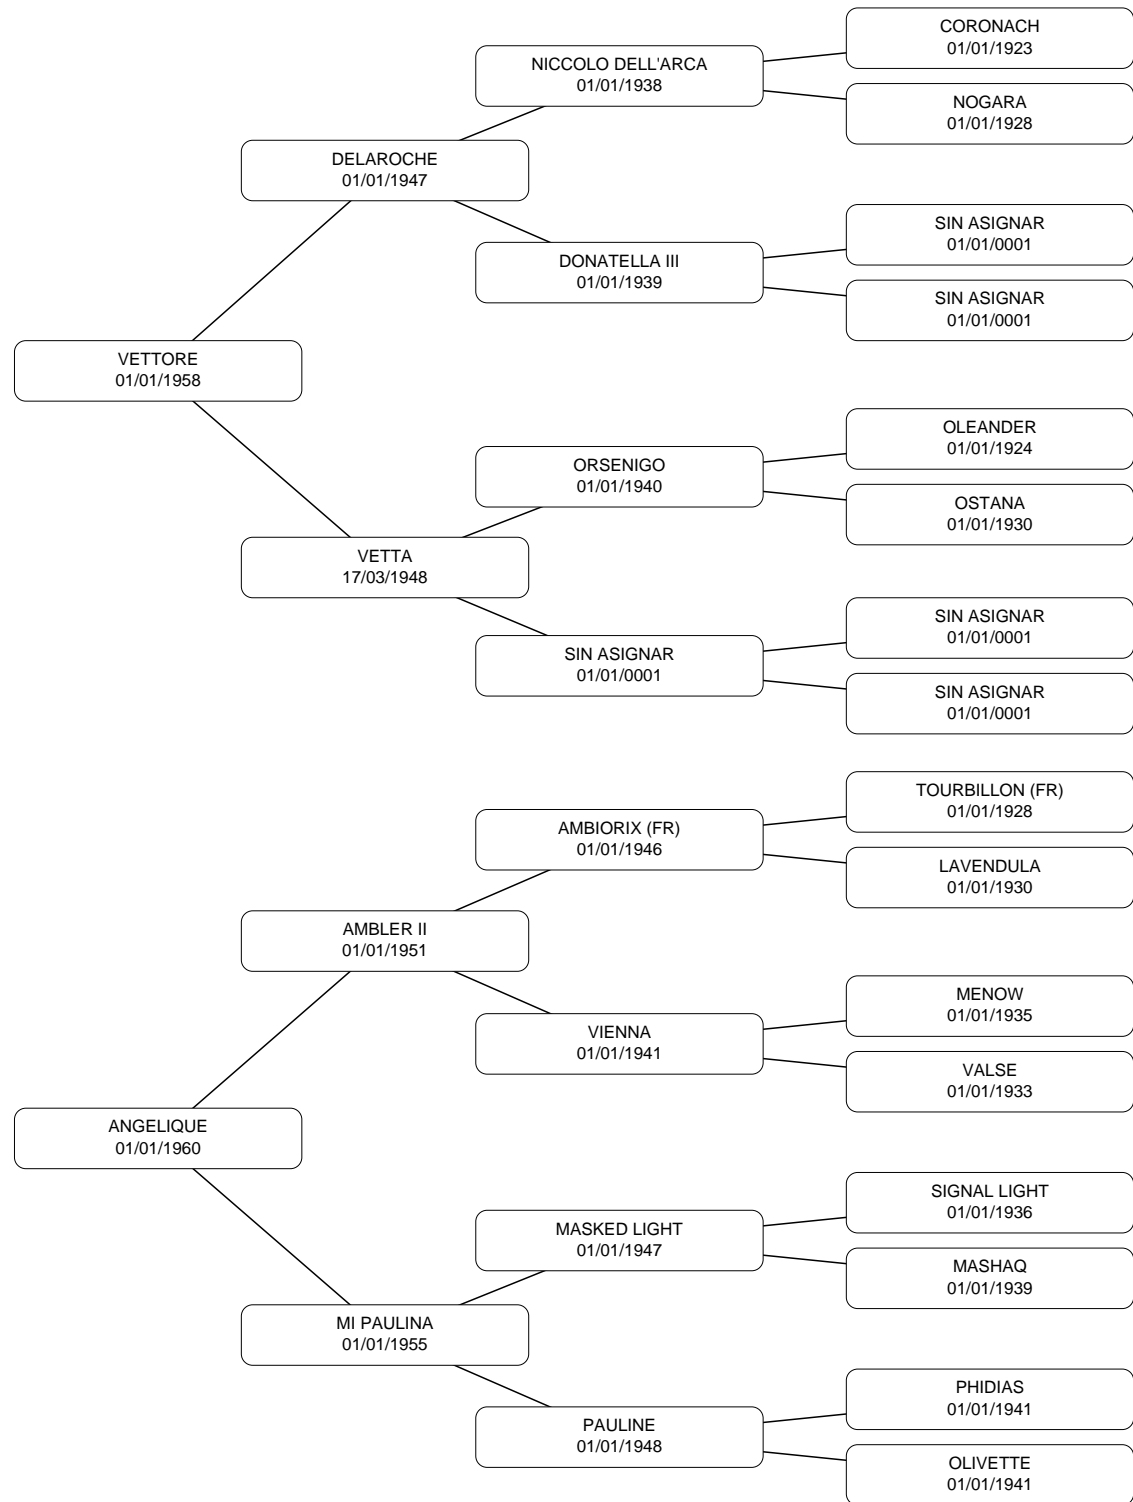 CORONACH
01/01/1923
NICCOLO DELL'ARCA
01/01/1938
NOGARA
01/01/1928
DELAROCHE
01/01/1947
SIN ASIGNAR
01/01/0001
DONATELLA III
01/01/1939
SIN ASIGNAR
01/01/0001
VETTORE
01/01/1958
OLEANDER
01/01/1924
ORSENIGO
01/01/1940
OSTANA
01/01/1930
VETTA
17/03/1948
SIN ASIGNAR
01/01/0001
SIN ASIGNAR
01/01/0001
SIN ASIGNAR
01/01/0001
TOURBILLON (FR)
01/01/1928
AMBIORIX (FR)
01/01/1946
LAVENDULA
01/01/1930
AMBLER II
01/01/1951
MENOW
01/01/1935
VIENNA
01/01/1941
VALSE
01/01/1933
ANGELIQUE
01/01/1960
SIGNAL LIGHT
01/01/1936
MASKED LIGHT
01/01/1947
MASHAQ
01/01/1939
MI PAULINA
01/01/1955
PHIDIAS
01/01/1941
PAULINE
01/01/1948
OLIVETTE
01/01/1941